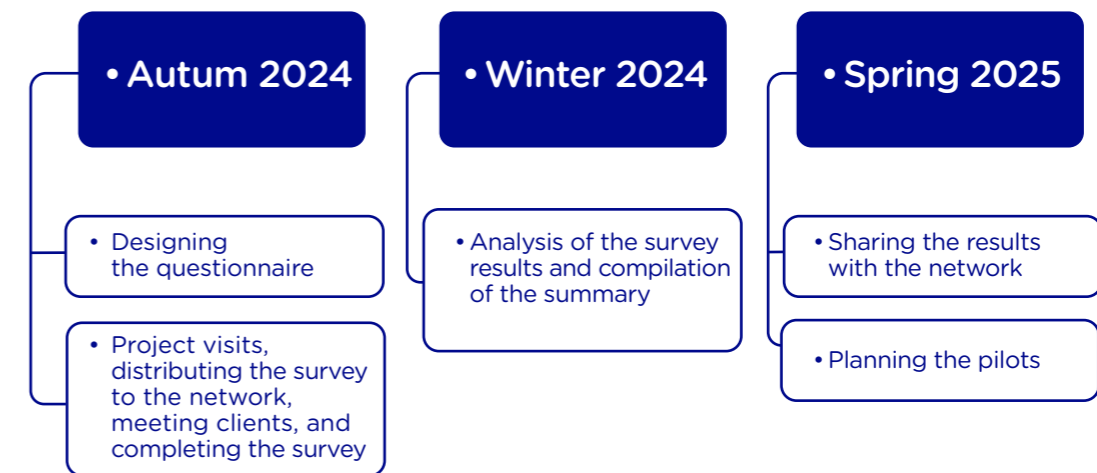 • Autum 2024
• Designing
the questionnaire
• Project visits,
distributing the survey
to the network,
meeting clients, and
completing the survey
• Winter 2024
• Analysis of the survey
results and compilation
of the summary
• Spring 2025
• Sharing the results
with the network
• Planning the pilots